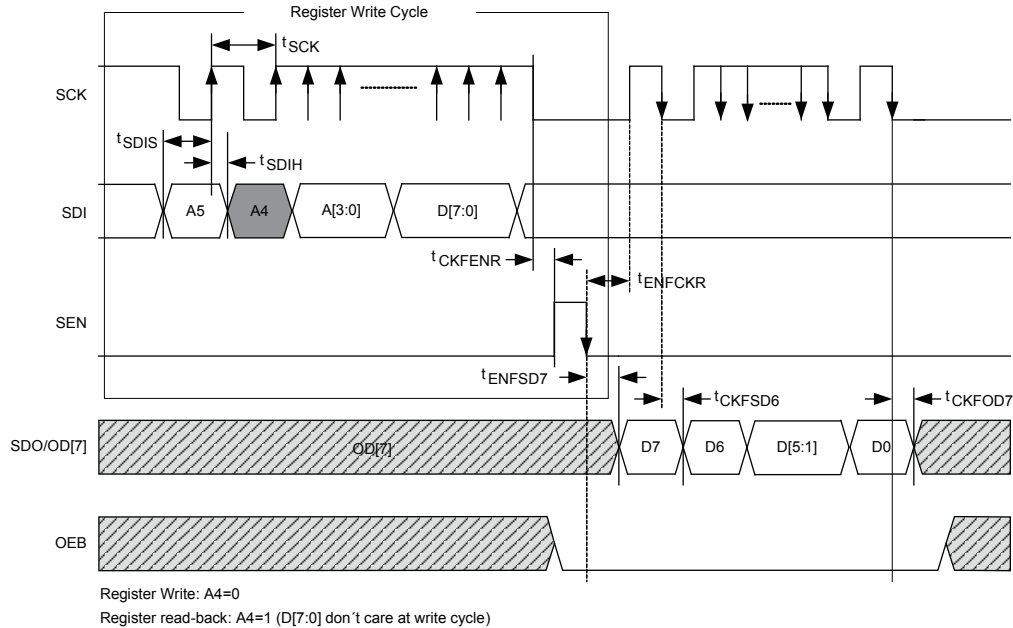 Register Write Cycle
tSCK
SCK
tSDIS
tSDIH
SDI
A5
A4
A[3:0]
D[7:0]
tCKFENR
tENFCKR
SEN
tENFSD7
tCKFSD6
tCKFOD7
SDO/OD[7]
OD[7]
D7
D6
D[5:1]
D0
OEB
Register Write: A4=0
Register read-back: A4=1 (D[7:0] don´t care at write cycle)